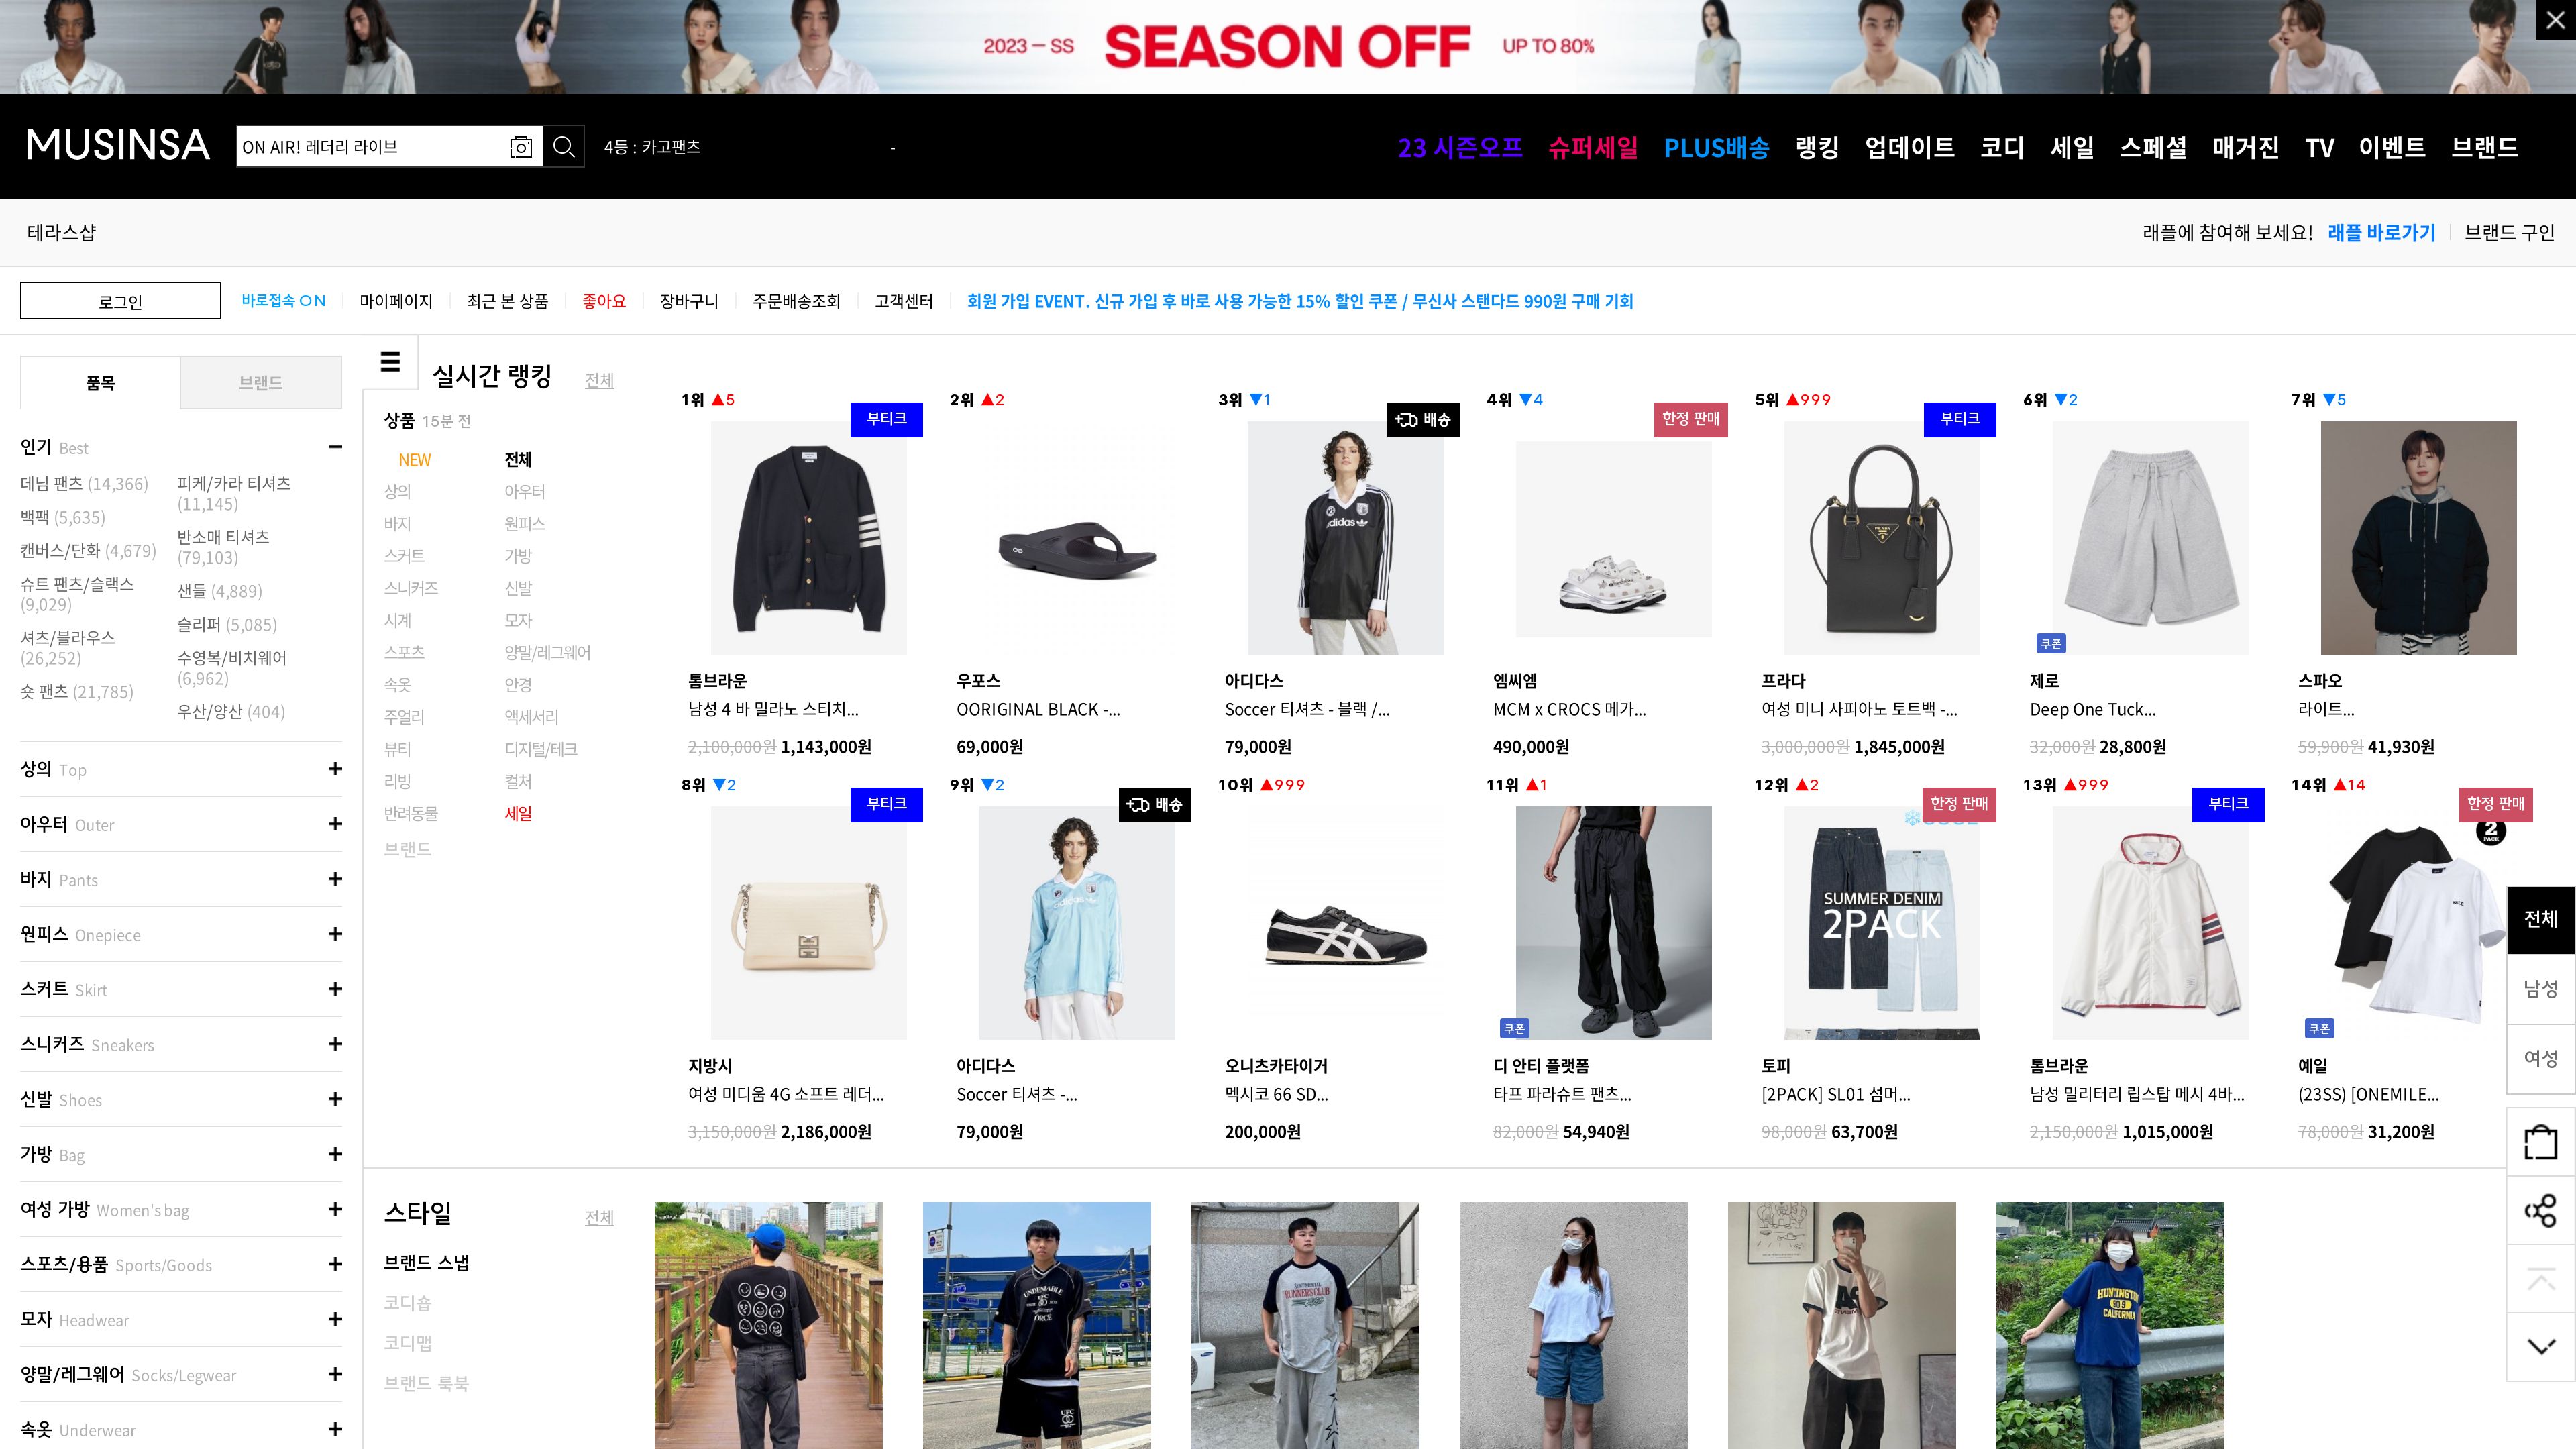 2023 – SS SEASON OFF UP TO 80%
MUSINSA
ON AIR! 레더리 라이브
4등 : 카고팬츠
-
23 시즌오프 슈퍼세일 PLUS배송 랭킹 업데이트 코디 세일 스페셜 매거진 TV 이벤트 브랜드
테라스샵
래플에 참여해 보세요! 래플 바로가기 브랜드 구인
로그인
바로접속 ON 마이페이지 최근 본 상품 좋아요 장바구니 주문배송조회 고객센터 회원 가입 EVENT. 신규 가입 후 바로 사용 가능한 15% 할인 쿠폰 / 무신사 스탠다드 990원 구매 기회
품목 브랜드
인기 Best
데님 팬츠 (14,366)
백팩 (5,635)
캔버스/단화 (4,679)
슈트 팬츠/슬랙스
(9,029)
셔츠/블라우스
(26,252)
숏 팬츠 (21,785)
피케/카라 티셔츠
(11,145)
반소매 티셔츠
(79,103)
샌들 (4,889)
슬리퍼 (5,085)
수영복/비치웨어
(6,962)
우산/양산 (404)
상의 Top
아우터 Outer
바지 Pants
원피스 Onepiece
스커트 Skirt
스니커즈 Sneakers
신발 Shoes
가방 Bag
여성 가방 Women's bag
스포츠/용품 Sports/Goods
모자 Headwear
양말/레그웨어 Socks/Legwear
속옷 Underwear
실시간 랭킹 전체
상품 15분 전
NEW 전체
상의 아우터
바지 원피스
스커트 가방
스니커즈 신발
시계 모자
스포츠 양말/레그웨어
속옷 안경
주얼리 액세서리
뷰티 디지털/테크
리빙 컬처
반려동물 세일
브랜드
1위 ▲5
부티크
톰브라운
남성 4 바 밀라노 스티치...
2,100,000원 1,143,000원
2위 ▲2
우포스
OORIGINAL BLACK -...
69,000원
3위 ▼1
배송
adidas
아디다스
Soccer 티셔츠 - 블랙 /...
79,000원
4위 ▼4
한정 판매
엠씨엠
MCM x CROCS 메가...
490,000원
5위 ▲999
부티크
PRADA
프라다
여성 미니 사피아노 토트백 -...
3,000,000원 1,845,000원
6위 ▼2
쿠폰
제로
Deep One Tuck...
32,000원 28,800원
7위 ▼5
스파오
라이트...
59,900원 41,930원
8위 ▼2
부티크
지방시
여성 미디움 4G 소프트 레더...
3,150,000원 2,186,000원
9위 ▼2
배송
adidas
아디다스
Soccer 티셔츠 -...
79,000원
10위 ▲999
오니츠카타이거
멕시코 66 SD...
200,000원
11위 ▲1
쿠폰
디 안티 플랫폼
타프 파라슈트 팬츠...
82,000원 54,940원
12위 ▲2
한정 판매
SUMMER DENIM
2PACK
토피
[2PACK] SL01 섬머...
98,000원 63,700원
13위 ▲999
부티크
톰브라운
남성 밀리터리 립스탑 메시 4바...
2,150,000원 1,015,000원
14위 ▲14
한정 판매
2
PACK
YALE
쿠폰
예일
(23SS) [ONEMILE...
78,000원 31,200원
전체
남성
여성
스타일 전체
브랜드 스냅
코디숍
코디맵
브랜드 룩북
UNDENIABLE
UFC
FORCE
UFC
SENTIMENTAL
RUNNERS CLUB
HUNTINGTON
90.9
CALIFORNIA